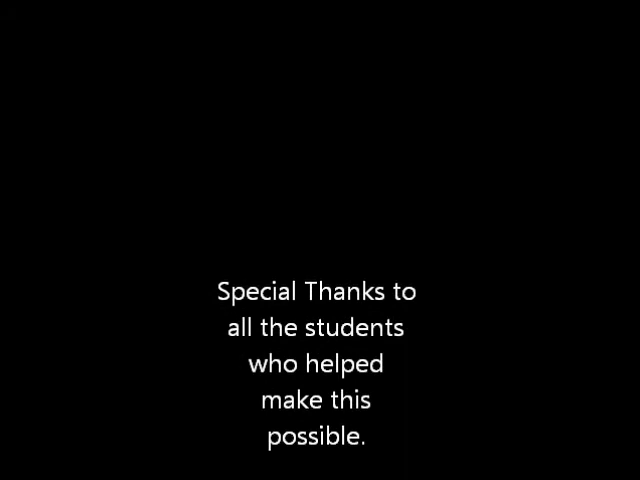 Special Thanks to
all the students
who helped
make this
possible.